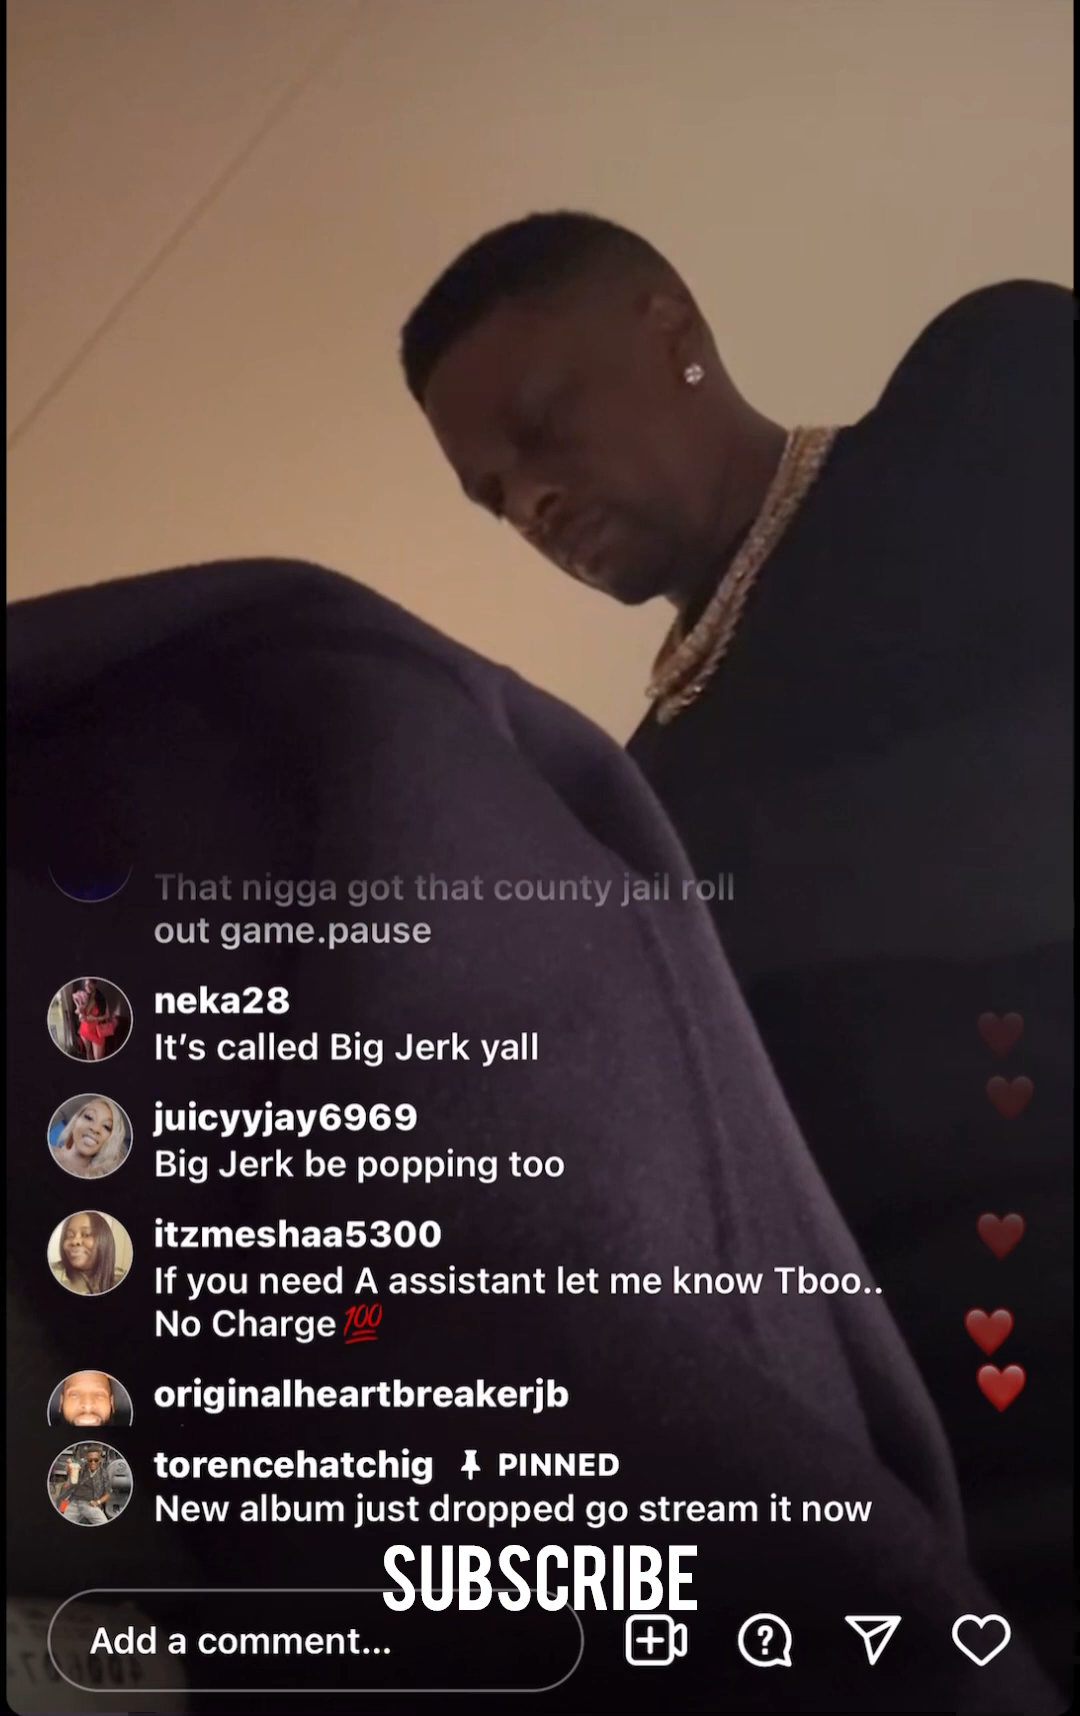 That nigga got that county jail roll
out game.pause
neka28
It’s called Big Jerk yall
juicyyjay6969
Big Jerk be popping too
itzmeshaa5300
If you need A assistant let me know Tboo..
No Charge 💯
originalheartbreakerjb
torencehatchig PINNED
New album just dropped go stream it now
SUBSCRIBE
Add a comment...